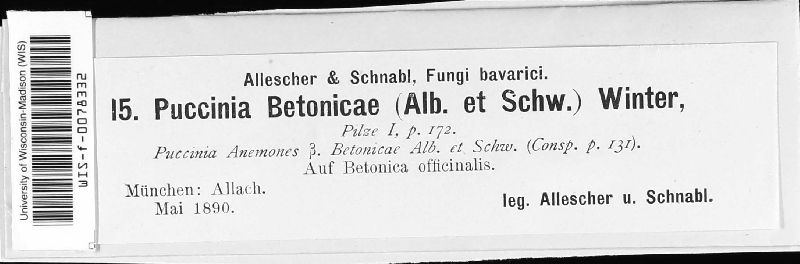 University of Wisconsin-Madison (WIS)
WIS-f-0078332
Allescher & Schnabl, Fungi bavarici.
15. Puccinia Betonicae (Alb. et Schw.) Winter,
Pilze I, p. 172.
Puccinia Anemones β. Betonicae Alb. et Schw. (Consp. p. 131).
Auf Betonica officinalis.
München: Allach.
Mai 1890.
leg. Allescher u. Schnabl.